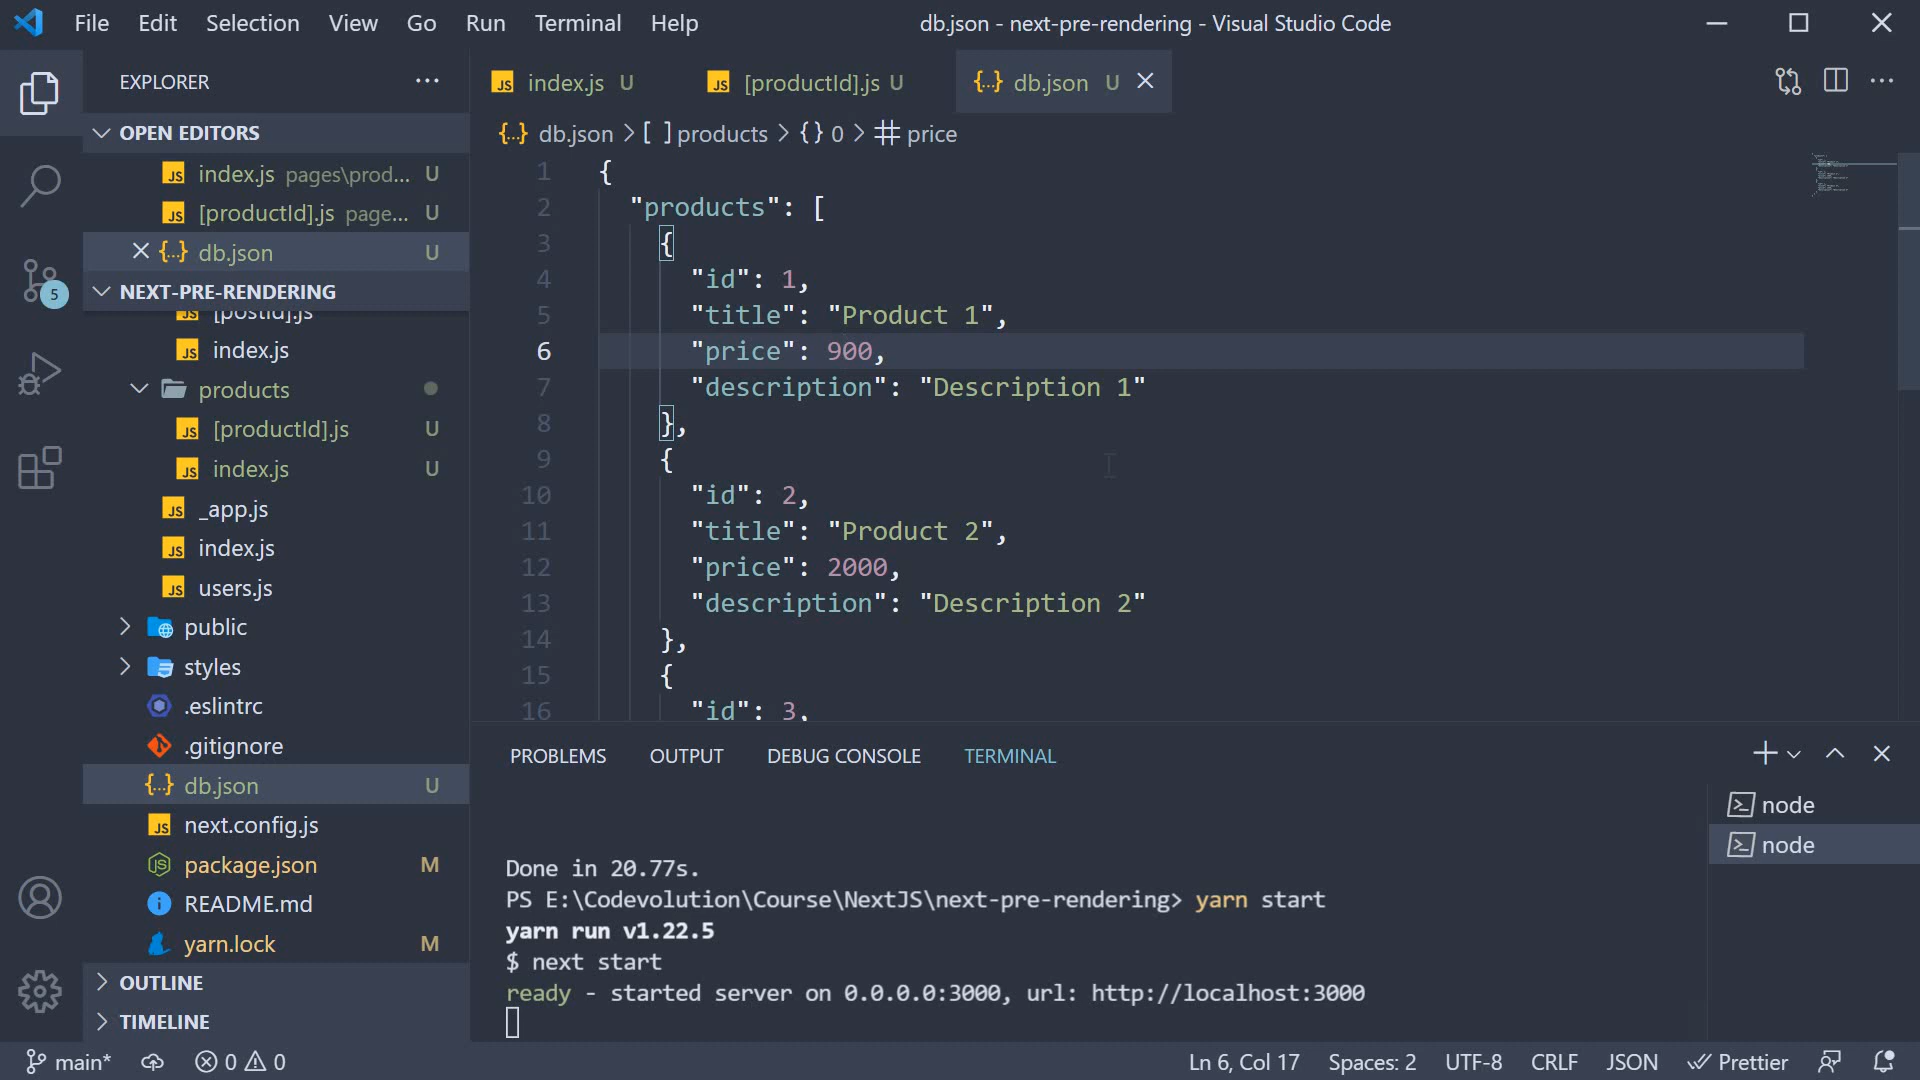 File Edit Selection View Go Run Terminal Help
db.json - next-pre-rendering - Visual Studio Code
EXPLORER
OPEN EDITORS
index.js pages\prod... U
[productId].js page... U
db.json U
NEXT-PRE-RENDERING
[postId].js
index.js
products
[productId].js U
index.js U
_app.js
index.js
users.js
public
styles
.eslintrc
.gitignore
{..} db.json U
next.config.js
package.json M
README.md
yarn.lock M
OUTLINE
TIMELINE
5
JS index.js U
JS [productId].js U
{..} db.json U
{..} db.json > [ ] products > {} 0 > # price
1 {
2 "products": [
3 {
4 "id": 1,
5 "title": "Product 1",
6 "price": 900,
7 "description": "Description 1"
8 },
9 {
10 "id": 2,
11 "title": "Product 2",
12 "price": 2000,
13 "description": "Description 2"
14 },
15 {
16 "id": 3,
PROBLEMS OUTPUT DEBUG CONSOLE TERMINAL
Done in 20.77s.
PS E:\Codevolution\Course\NextJS\next-pre-rendering> yarn start
yarn run v1.22.5
$ next start
ready - started server on 0.0.0.0:3000, url: http://localhost:3000
node
node
main* 0 0
Ln 6, Col 17 Spaces: 2 UTF-8 CRLF JSON Prettier